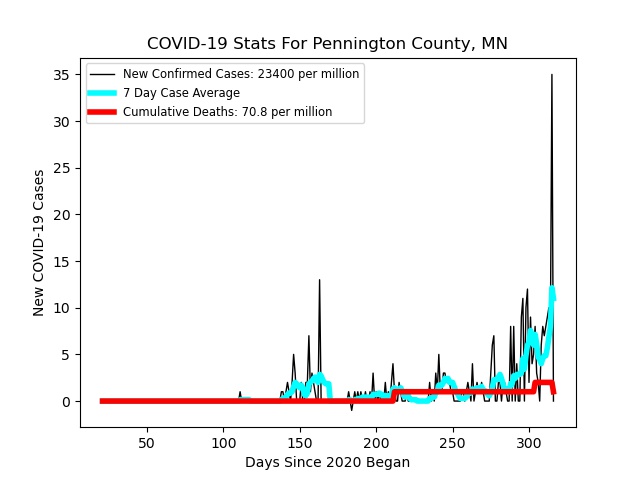 COVID-19 Stats For Pennington County, MN
New Confirmed Cases: 23400 per million
7 Day Case Average
Cumulative Deaths: 70.8 per million
New COVID-19 Cases
35
30
25
20
15
10
5
0
50 100 150 200 250 300
Days Since 2020 Began